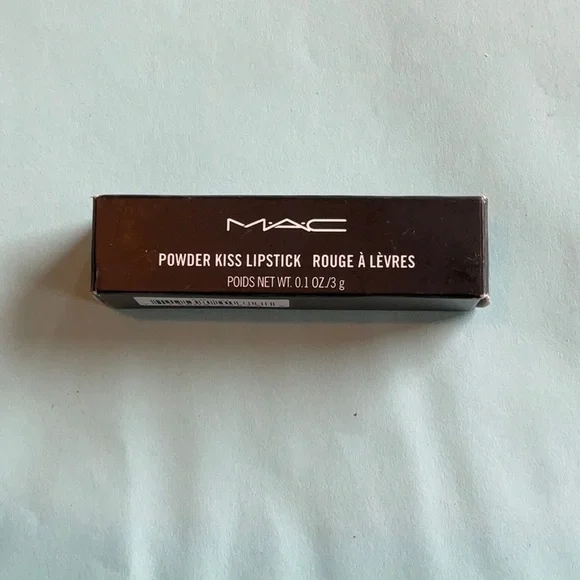 M·A·C
POWDER KISS LIPSTICK ROUGE À LÈVRES
POIDS NET WT. 0.1 OZ./3 g